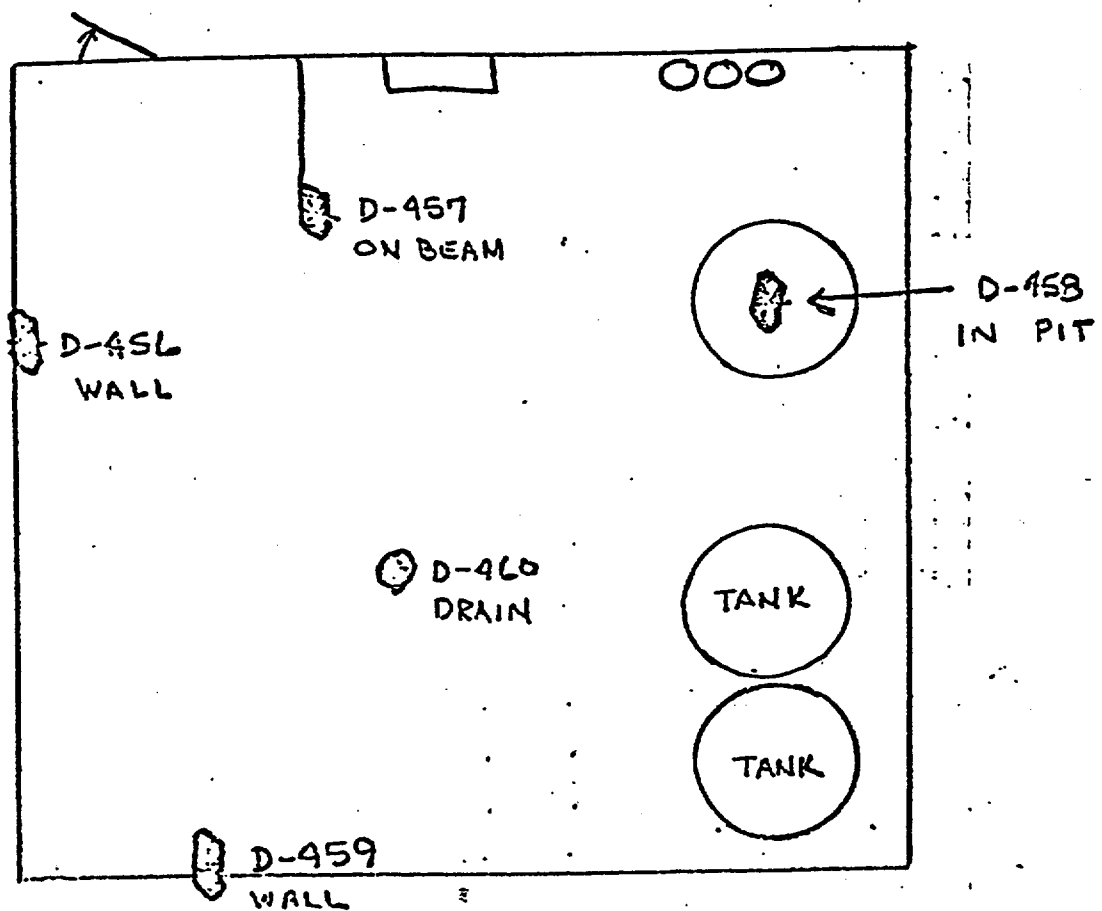 D-457
ON BEAM
D-458
IN PIT
D-456
WALL
D-460
DRAIN
TANK
TANK
D-459
WALL